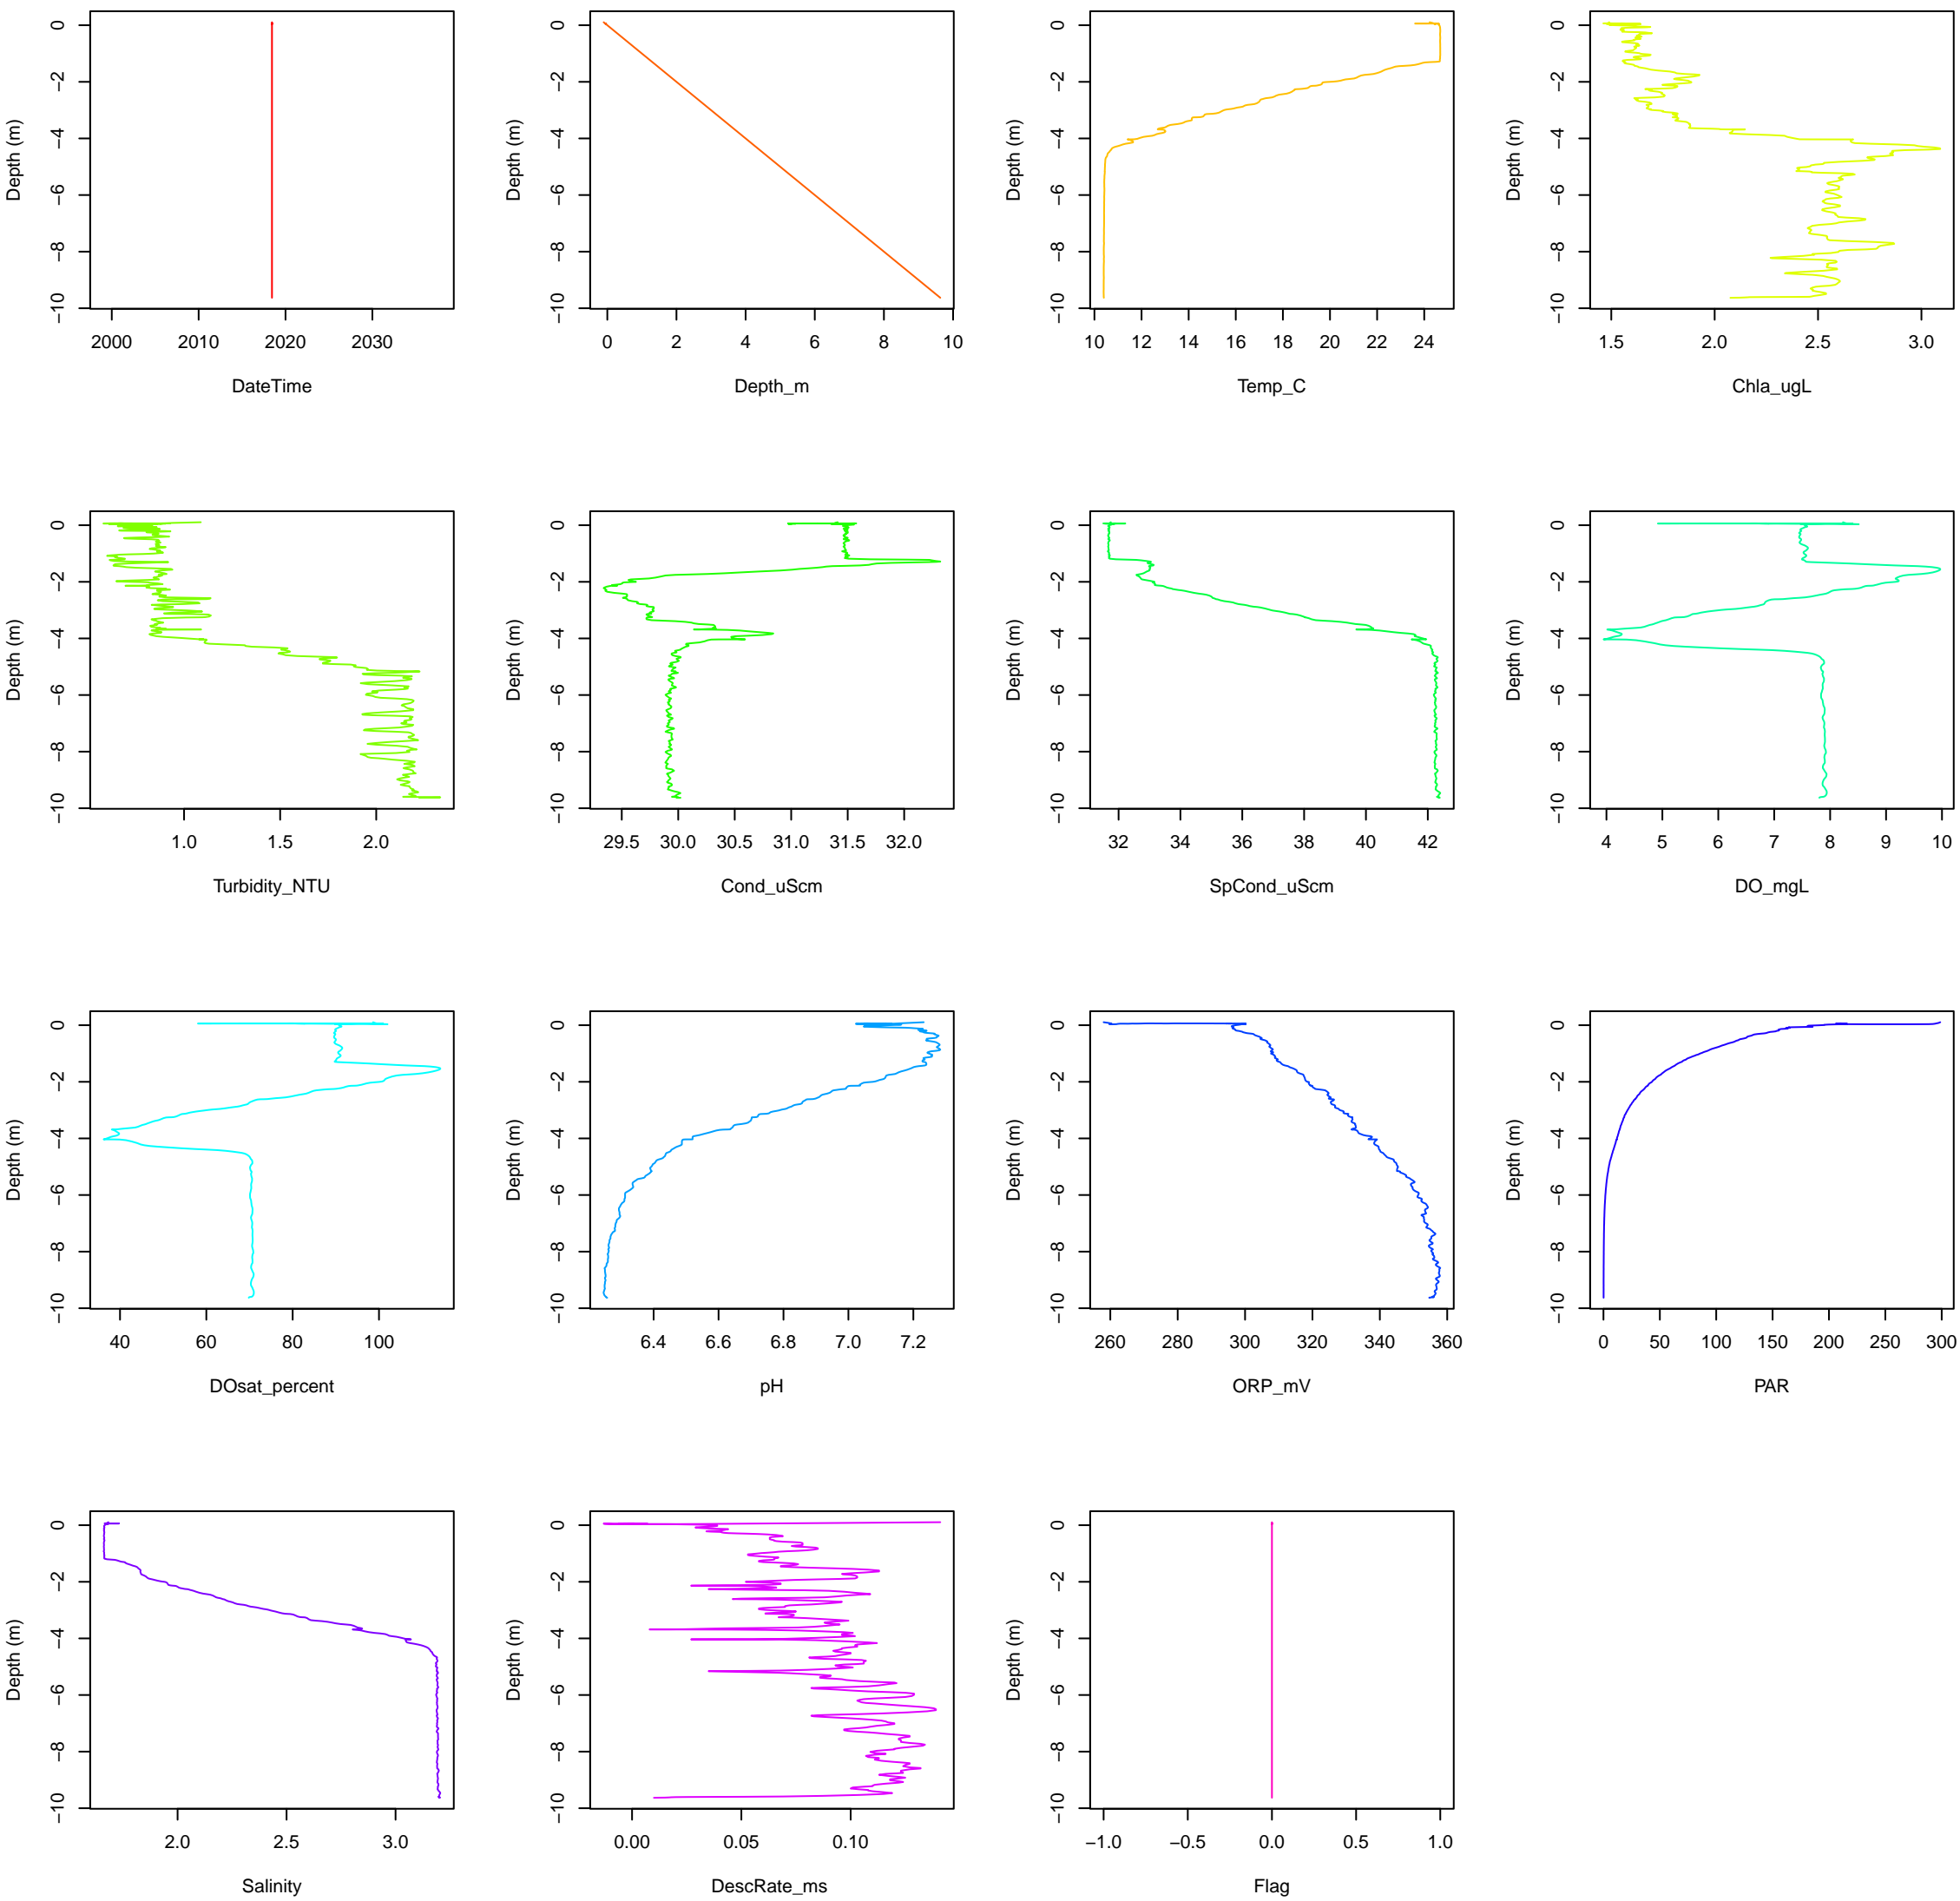 Depth (m)
0
−2
−4
−6
−8
−10
2000 2010 2020 2030
DateTime
Depth (m)
0
−2
−4
−6
−8
−10
0 2 4 6 8 10
Depth_m
Depth (m)
0
−2
−4
−6
−8
−10
10 12 14 16 18 20 22 24
Temp_C
Depth (m)
0
−2
−4
−6
−8
−10
1.5 2.0 2.5 3.0
Chla_ugL
Depth (m)
0
−2
−4
−6
−8
−10
1.0 1.5 2.0
Turbidity_NTU
Depth (m)
0
−2
−4
−6
−8
−10
29.5 30.0 30.5 31.0 31.5 32.0
Cond_uScm
Depth (m)
0
−2
−4
−6
−8
−10
32 34 36 38 40 42
SpCond_uScm
Depth (m)
0
−2
−4
−6
−8
−10
4 5 6 7 8 9 10
DO_mgL
Depth (m)
0
−2
−4
−6
−8
−10
40 60 80 100
DOsat_percent
Depth (m)
0
−2
−4
−6
−8
−10
6.4 6.6 6.8 7.0 7.2
pH
Depth (m)
0
−2
−4
−6
−8
−10
260 280 300 320 340 360
ORP_mV
Depth (m)
0
−2
−4
−6
−8
−10
0 50 100 150 200 250 300
PAR
Depth (m)
0
−2
−4
−6
−8
−10
2.0 2.5 3.0
Salinity
Depth (m)
0
−2
−4
−6
−8
−10
0.00 0.05 0.10
DescRate_ms
Depth (m)
0
−2
−4
−6
−8
−10
−1.0 −0.5 0.0 0.5 1.0
Flag